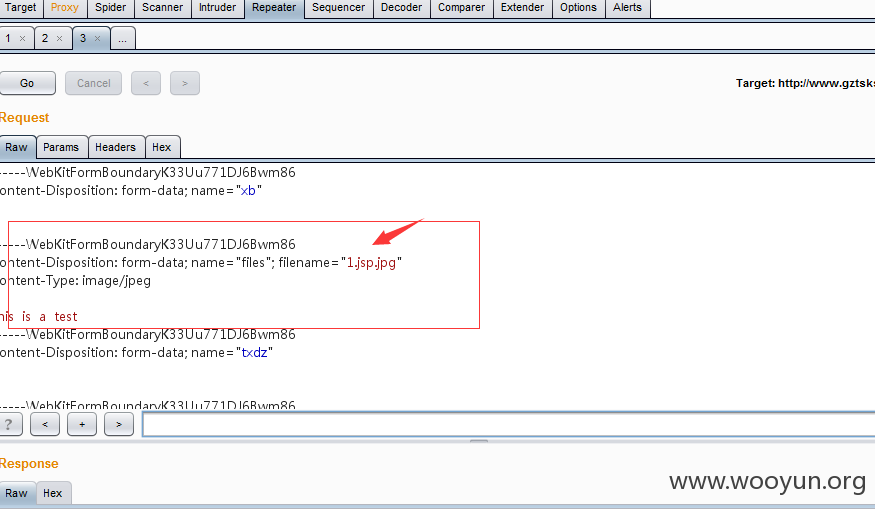 Target Proxy Spider Scanner Intruder Repeater Sequencer Decoder Comparer Extender Options Alerts
1 × 2 × 3 × ...
Go Cancel < > Target: http://www.gztsks
Request
Raw Params Headers Hex
-----WebKitFormBoundaryK33Uu771DJ6Bwm86
ontent-Disposition: form-data; name="xb"
-----WebKitFormBoundaryK33Uu771DJ6Bwm86
ontent-Disposition: form-data; name="files"; filename="1.jsp.jpg"
ontent-Type: image/jpeg
his is a test
-----WebKitFormBoundaryK33Uu771DJ6Bwm86
ontent-Disposition: form-data; name="txdz"
-----WebKitFormBoundaryK33Uu771DJ6Bwm86
? < + >
Response
Raw Hex
www.wooyun.org